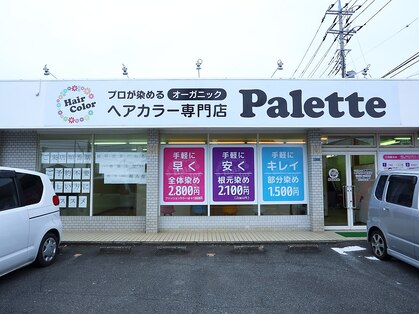 Hair
Color
プロが染める オーガニック
ヘアカラー専門店
Palette
手軽に
早く
全体染め
2,800円
手軽に
安く
根元染め
2,100円
手軽に
キレイ
部分染め
1,500円